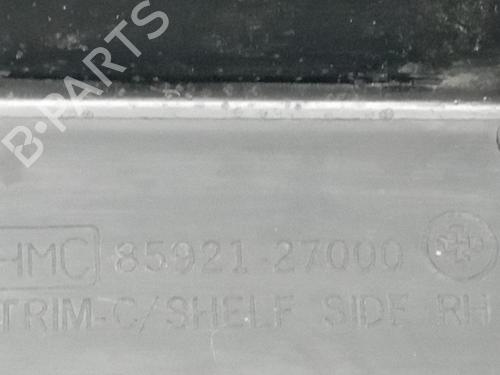 B-PARTS
HMC 85921-27000
TRIM-C/SHELF SIDE RH